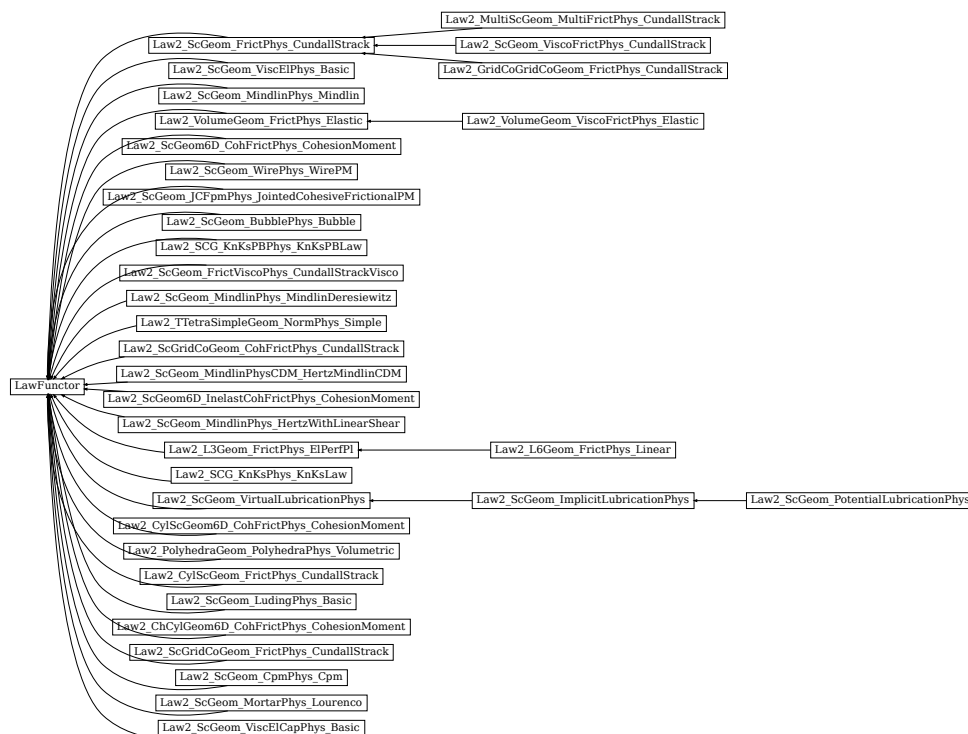 Law2_MultiScGeom_MultiFrictPhys_CundallStrack
Law2_ScGeom_FrictPhys_CundallStrack
Law2_ScGeom_ViscoFrictPhys_CundallStrack
Law2_GridCoGridCoGeom_FrictPhys_CundallStrack
Law2_ScGeom_ViscElPhys_Basic
Law2_ScGeom_MindlinPhys_Mindlin
Law2_VolumeGeom_FrictPhys_Elastic
Law2_VolumeGeom_ViscoFrictPhys_Elastic
Law2_ScGeom6D_CohFrictPhys_CohesionMoment
Law2_ScGeom_WirePhys_WirePM
Law2_ScGeom_JCFpmPhys_JointedCohesiveFrictionalPM
Law2_ScGeom_BubblePhys_Bubble
Law2_SCG_KnKsPBPhys_KnKsPBLaw
Law2_ScGeom_FrictViscoPhys_CundallStrackVisco
Law2_ScGeom_MindlinPhys_MindlinDeresiewitz
Law2_TTetraSimpleGeom_NormPhys_Simple
Law2_ScGridCoGeom_CohFrictPhys_CundallStrack
Law2_ScGeom_MindlinPhysCDM_HertzMindlinCDM
LawFunctor
Law2_ScGeom6D_InelastCohFrictPhys_CohesionMoment
Law2_ScGeom_MindlinPhys_HertzWithLinearShear
Law2_L3Geom_FrictPhys_ElPerfPl
Law2_L6Geom_FrictPhys_Linear
Law2_SCG_KnKsPhys_KnKsLaw
Law2_ScGeom_VirtualLubricationPhys
Law2_ScGeom_ImplicitLubricationPhys
Law2_ScGeom_PotentialLubricationPhys
Law2_CylScGeom6D_CohFrictPhys_CohesionMoment
Law2_PolyhedraGeom_PolyhedraPhys_Volumetric
Law2_CylScGeom_FrictPhys_CundallStrack
Law2_ScGeom_LudingPhys_Basic
Law2_ChCylGeom6D_CohFrictPhys_CohesionMoment
Law2_ScGridCoGeom_FrictPhys_CundallStrack
Law2_ScGeom_CpmPhys_Cpm
Law2_ScGeom_MortarPhys_Lourenco
Law2_ScGeom_ViscElCapPhys_Basic